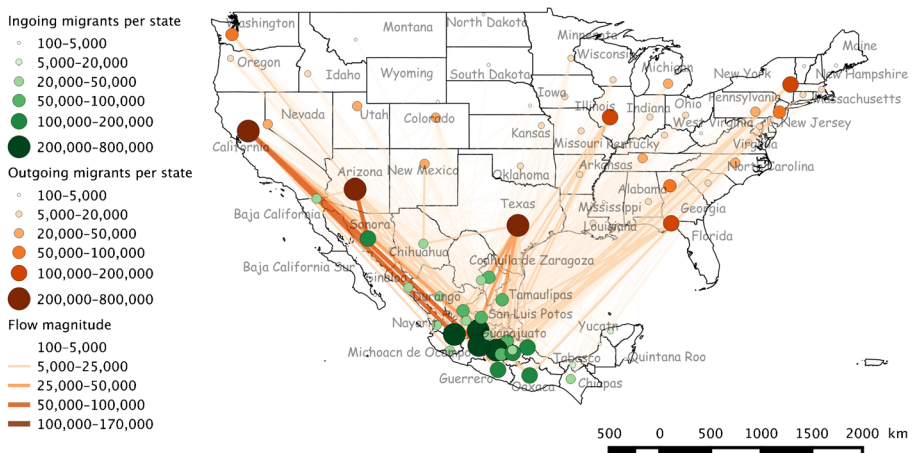 Ingoing migrants per state
100–5,000
5,000–20,000
20,000–50,000
50,000–100,000
100,000–200,000
200,000–800,000
Outgoing migrants per state
100–5,000
5,000–20,000
20,000–50,000
50,000–100,000
100,000–200,000
200,000–800,000
Flow magnitude
100–5,000
5,000–25,000
25,000–50,000
50,000–100,000
100,000–170,000
Washington
Montana
North Dakota
Minnesota
Maine
Oregon
Idaho
Wyoming
South Dakota
Wisconsin
Michigan
New York
New Hampshire
Massachusetts
Nevada
Utah
Colorado
Iowa
Illinois
Indiana
Ohio
Pennsylvania
New Jersey
California
Kansas
Missouri
Kentucky
West Virginia
Virginia
Arizona
New Mexico
Oklahoma
Arkansas
North Carolina
Alabama
Mississippi
Georgia
Texas
Louisiana
Florida
Baja California
Sonora
Chihuahua
Coahuila de Zaragoza
Baja California Sur
Sinaloa
Durango
Tamaulipas
Nayarit
San Luis Potos
Guanajuato
Yucatn
Michoacn de Ocampo
Tabasco
Quintana Roo
Guerrero
Oaxaca
Chiapas
500 0 500 1000 1500 2000 km